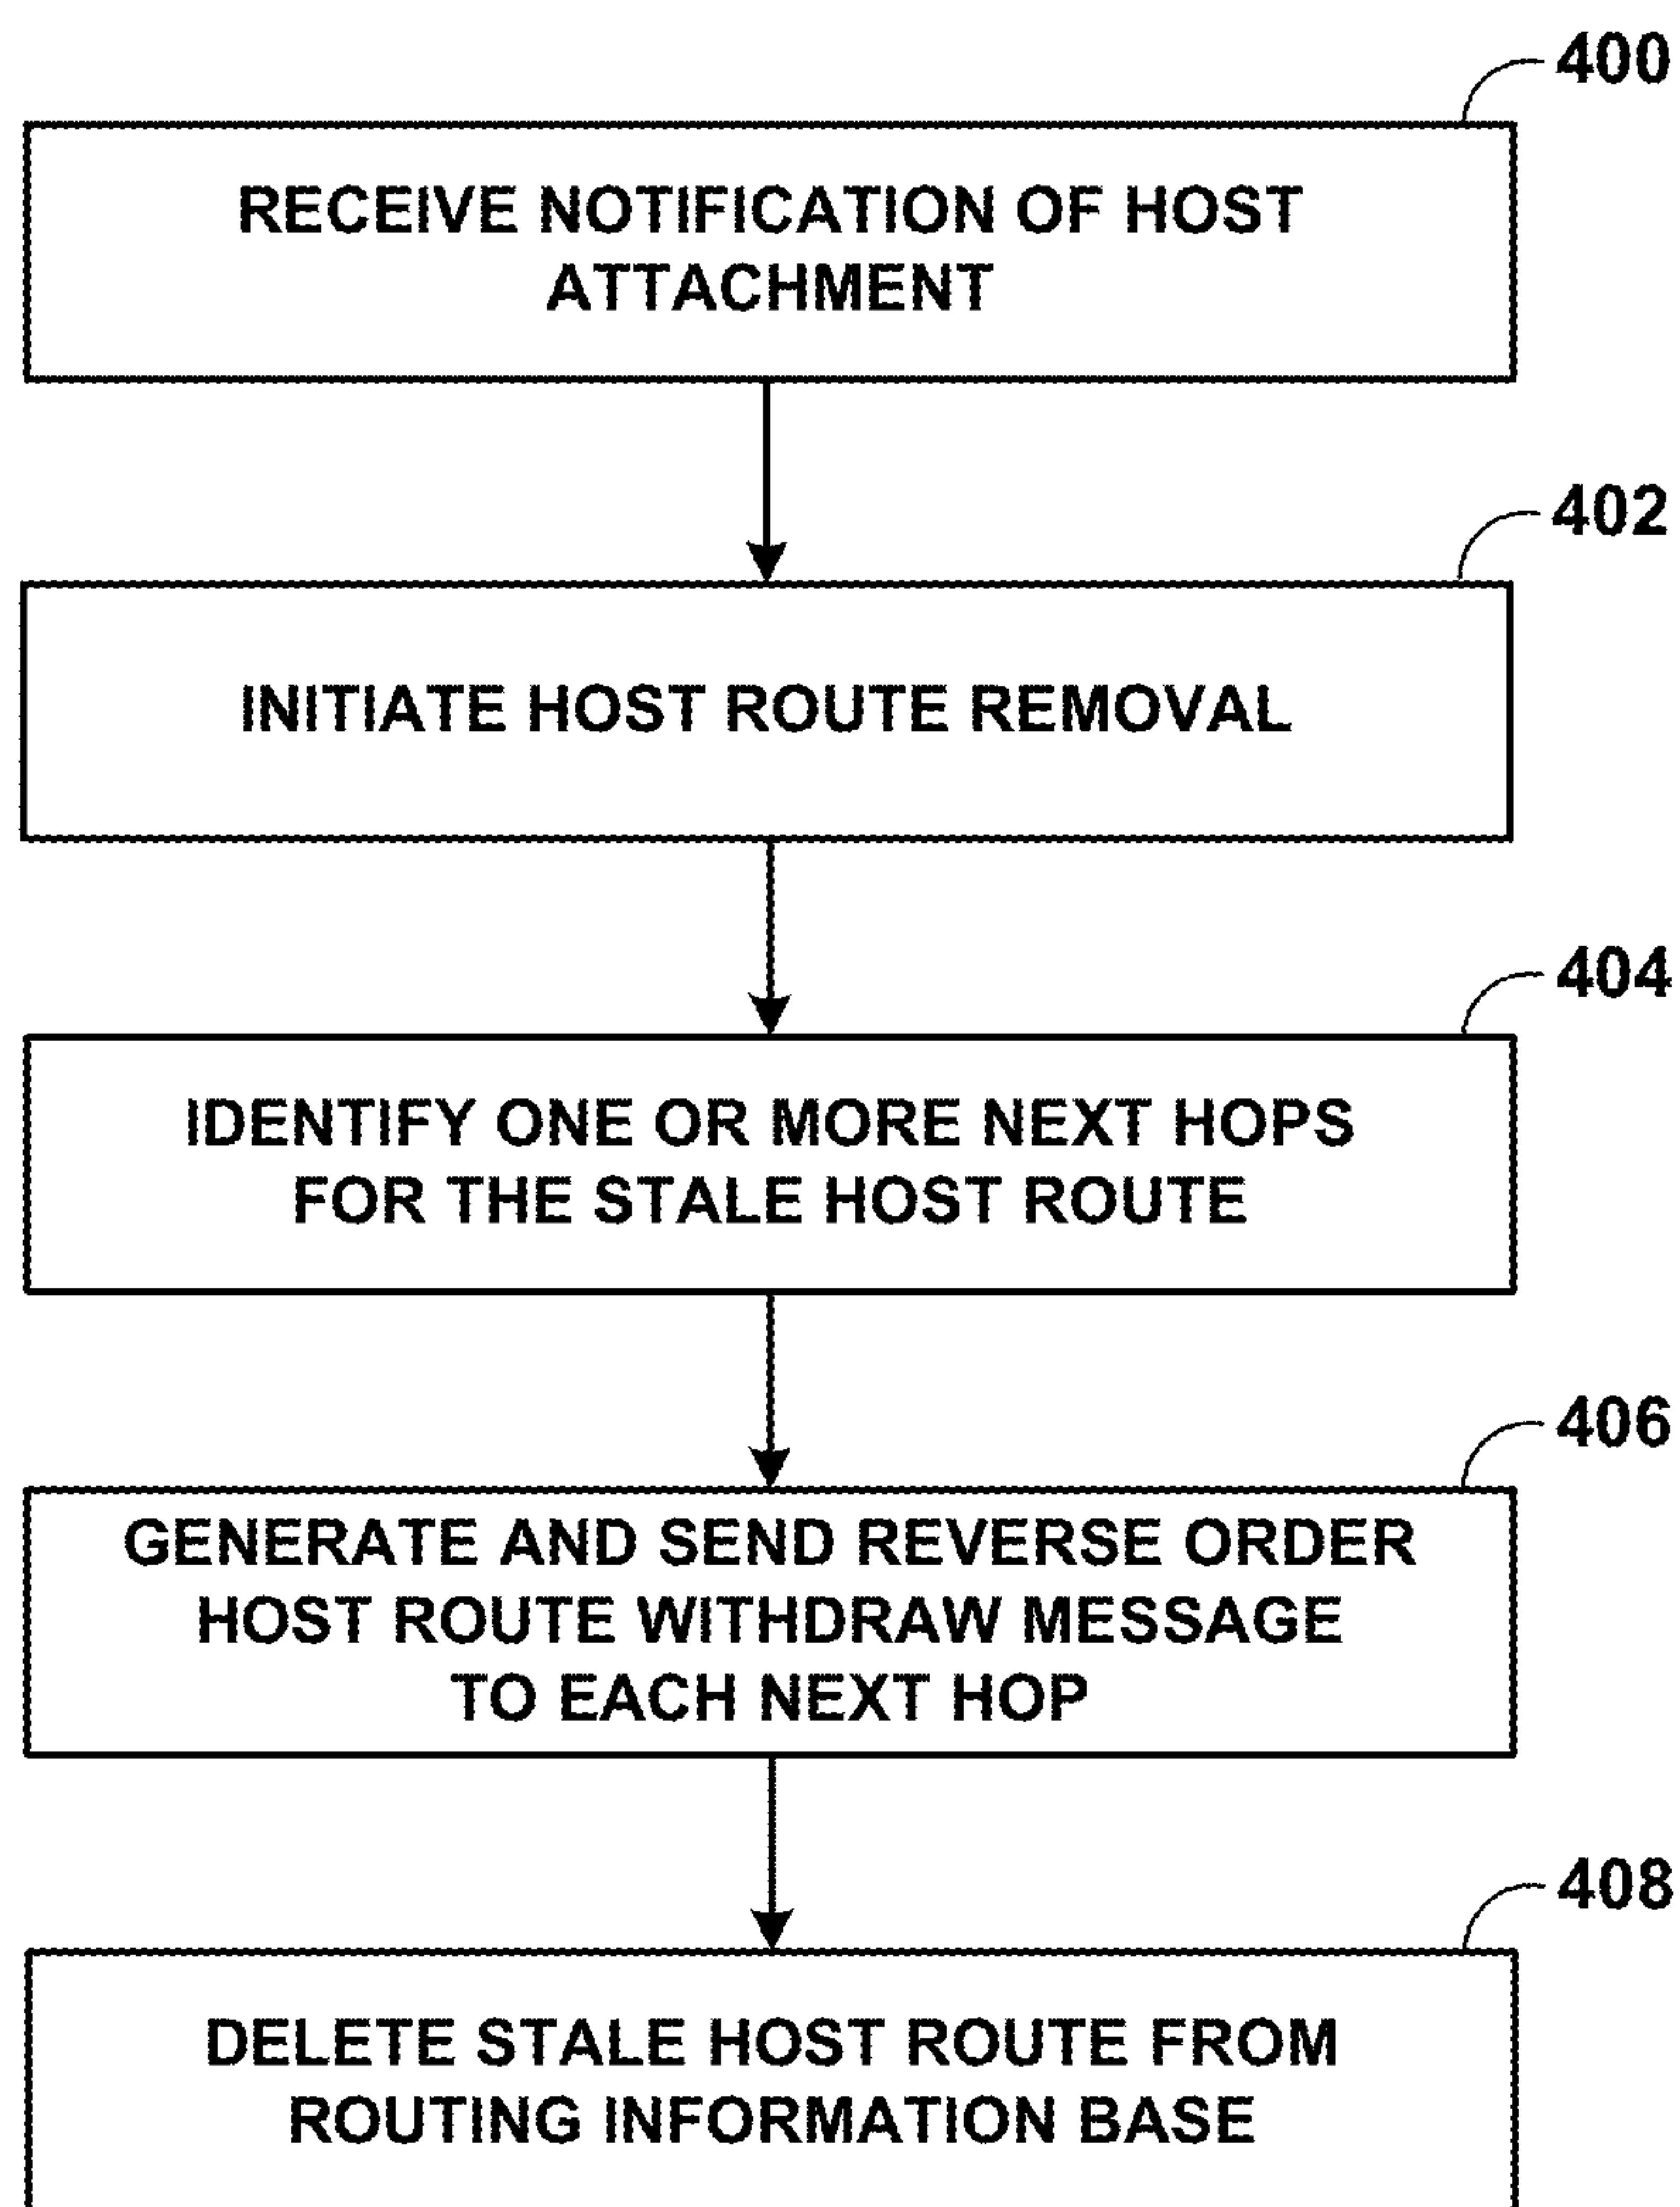 400
RECEIVE NOTIFICATION OF HOST
ATTACHMENT
402
INITIATE HOST ROUTE REMOVAL
404
IDENTIFY ONE OR MORE NEXT HOPS
FOR THE STALE HOST ROUTE
406
GENERATE AND SEND REVERSE ORDER
HOST ROUTE WITHDRAW MESSAGE
TO EACH NEXT HOP
408
DELETE STALE HOST ROUTE FROM
ROUTING INFORMATION BASE